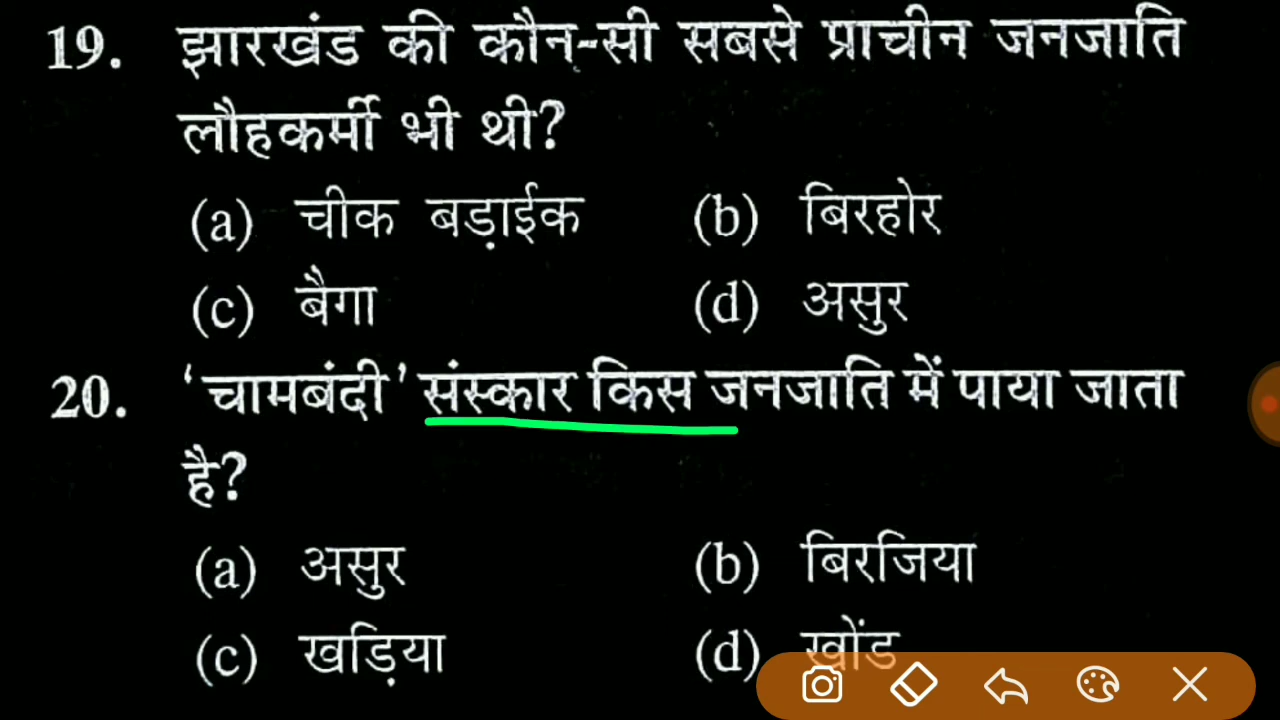 19. झारखंड की कौन-सी सबसे प्राचीन जनजाति
लौहकर्मी भी थी?
(a) चीक बड़ाईक (b) बिरहोर
(c) बैगा (d) असुर
20. 'चामबंदी' संस्कार किस जनजाति में पाया जाता
है?
(a) असुर (b) बिरजिया
(c) खड़िया (d) खोंड